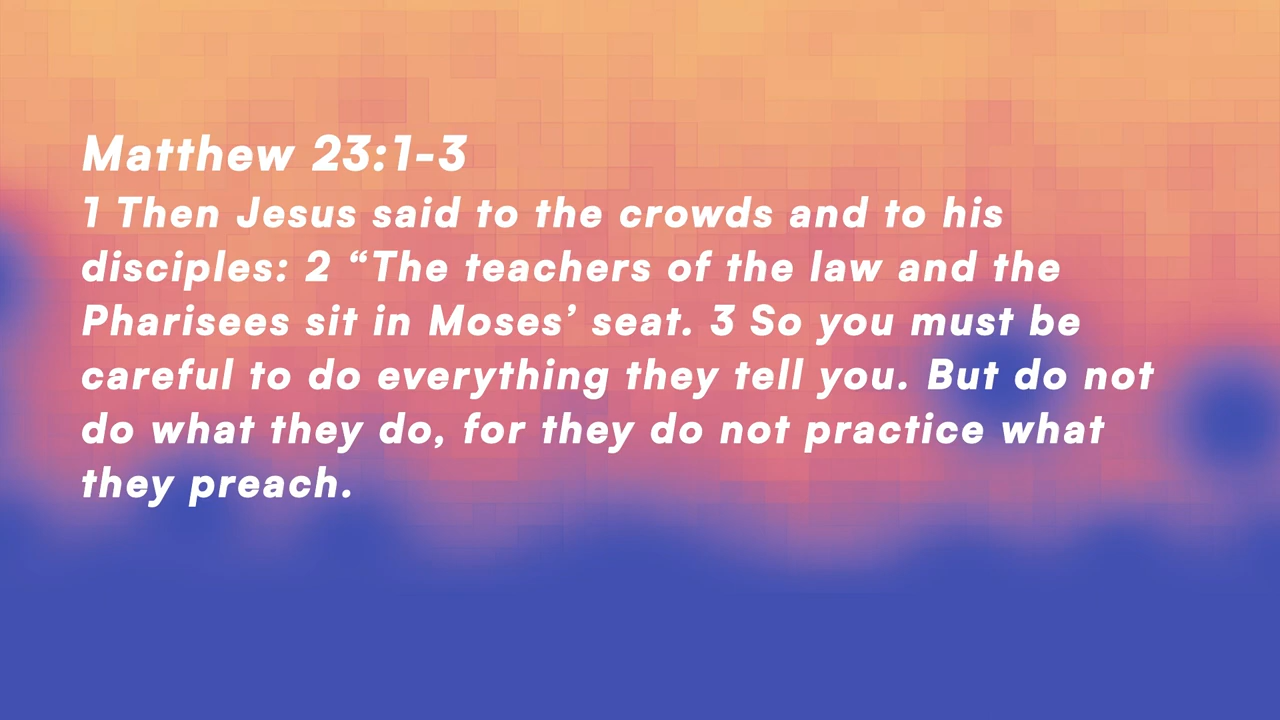 Matthew 23:1-3
1 Then Jesus said to the crowds and to his
disciples: 2 “The teachers of the law and the
Pharisees sit in Moses’ seat. 3 So you must be
careful to do everything they tell you. But do not
do what they do, for they do not practice what
they preach.